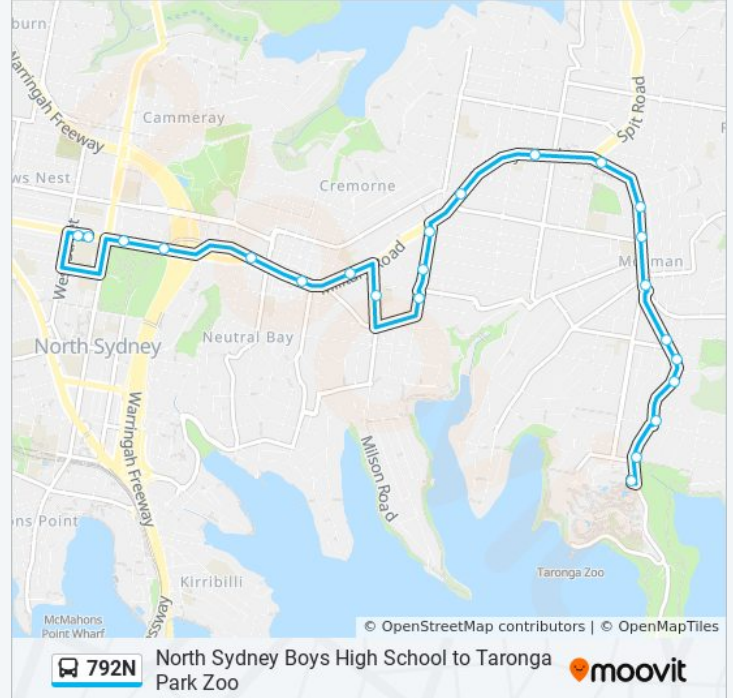 burn
Warringah Freeway
Cammeray
Spit Road
ws Nest
Cremorne
Road
North Sydney
Neutral Bay
Warringah Freeway
Milson Road
ons Point
Kirribilli
Taronga Zoo
McMahons
Point Wharf
© OpenStreetMap contributors | © OpenMapTiles
792N
North Sydney Boys High School to Taronga
Park Zoo
moovit